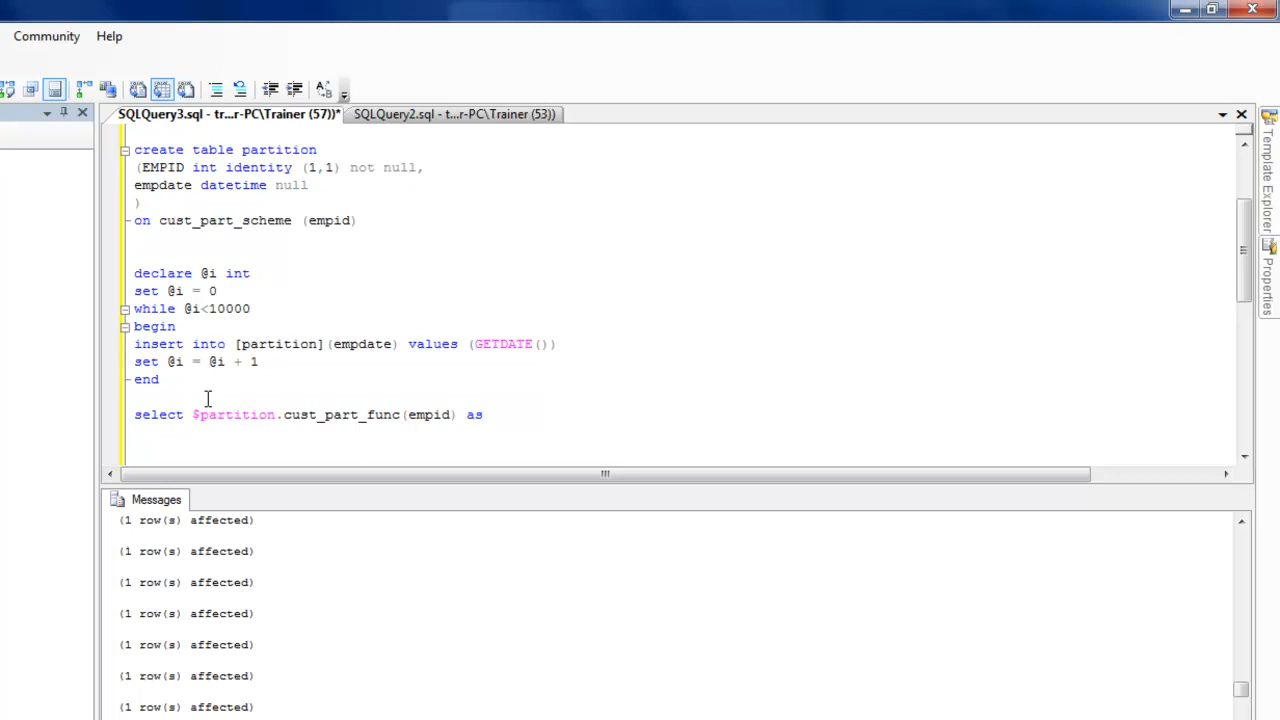 Community Help
SQLQuery3.sql - tr...r-PC\Trainer (57))* SQLQuery2.sql - t...r-PC\Trainer (53))
create table partition
(EMPID int identity (1,1) not null,
empdate datetime null
)
on cust_part_scheme (empid)
declare @i int
set @i = 0
while @i<10000
begin
insert into [partition](empdate) values (GETDATE())
set @i = @i + 1
end
select $partition.cust_part_func(empid) as
Messages
(1 row(s) affected)
(1 row(s) affected)
(1 row(s) affected)
(1 row(s) affected)
(1 row(s) affected)
(1 row(s) affected)
(1 row(s) affected)
Template Explorer
Properties